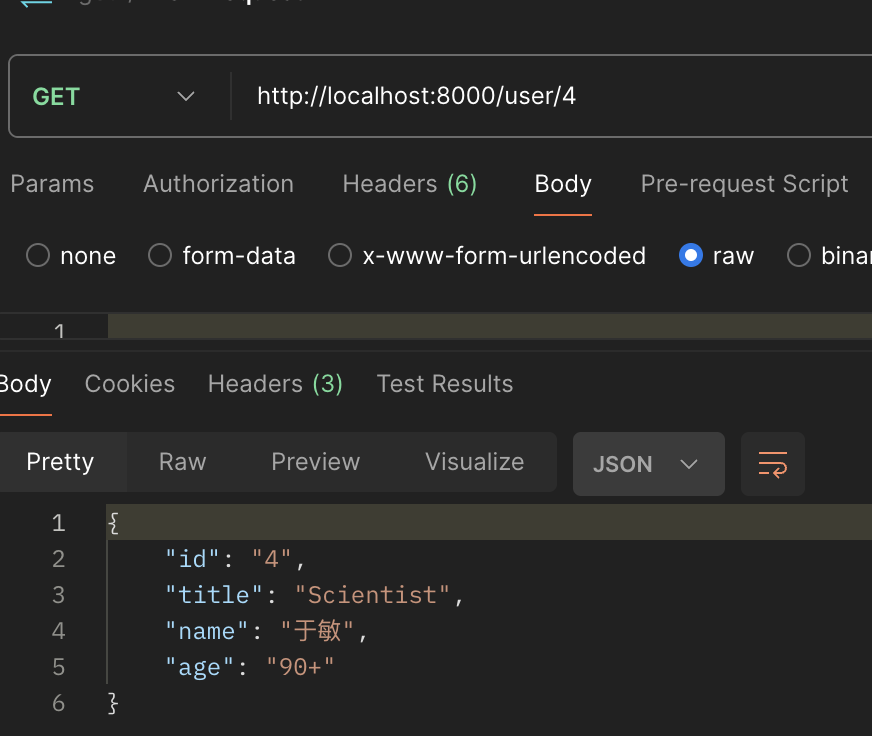 GET http://localhost:8000/user/4
Params Authorization Headers (6) Body Pre-request Script
none form-data x-www-form-urlencoded raw
1
Body Cookies Headers (3) Test Results
Pretty Raw Preview Visualize JSON
1 {
2 "id": "4",
3 "title": "Scientist",
4 "name": "于敏",
5 "age": "90+"
6 }